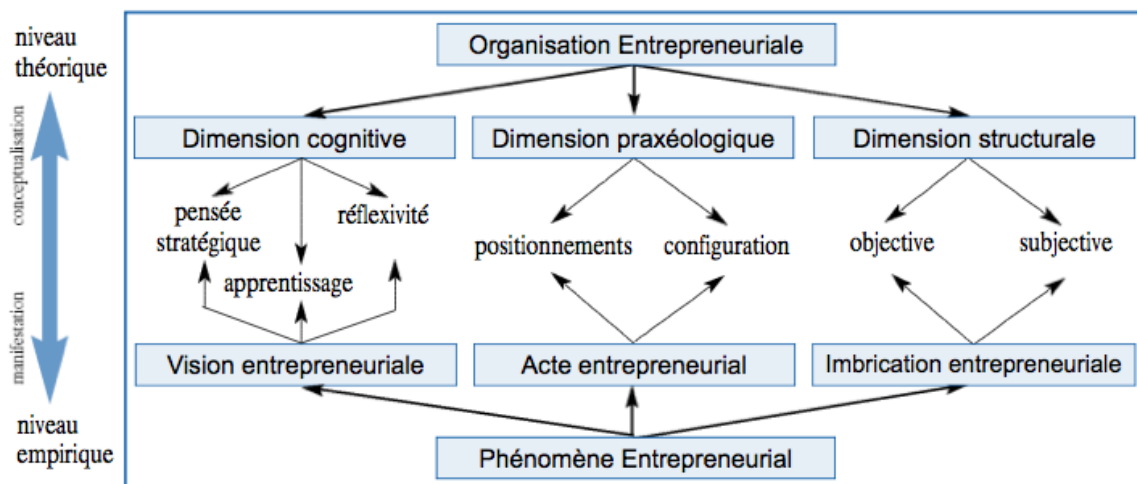 niveau
théorique
conceptualisation
manifestation
niveau
empirique
Organisation Entrepreneuriale
Dimension cognitive
Dimension praxéologique
Dimension structurale
pensée
stratégique
réflexivité
apprentissage
positionnements
configuration
objective
subjective
Vision entrepreneuriale
Acte entrepreneurial
Imbrication entrepreneuriale
Phénomène Entrepreneurial